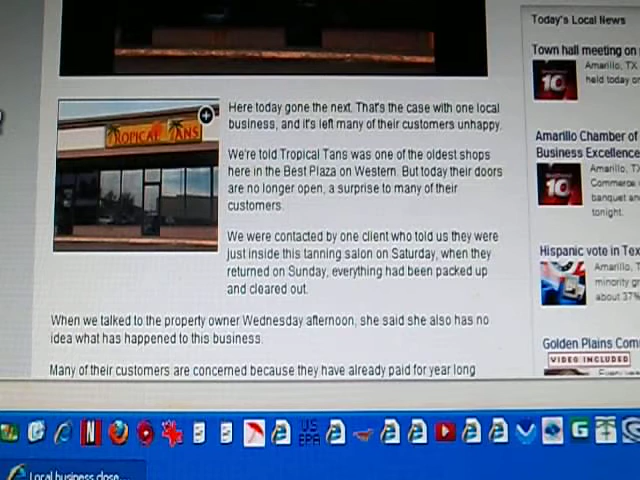 Today's Local News
Town hall meeting on
Amarillo, TX
held today or
10
TROPICAL TANS
Here today gone the next. That's the case with one local
business, and it's left many of their customers unhappy.
We're told Tropical Tans was one of the oldest shops
here in the Best Plaza on Western. But today their doors
are no longer open, a surprise to many of their
customers.
We were contacted by one client who told us they were
just inside this tanning salon on Saturday, when they
returned on Sunday, everything had been packed up
and cleared out.
When we talked to the property owner Wednesday afternoon, she said she also has no
idea what has happened to this business.
Many of their customers are concerned because they have already paid for year long
Amarillo Chamber of
Business Excellence
Amarillo, TX
Commerce
banquet an
tonight.
10
Hispanic vote in Tex
Amarillo, T
minority gr
about 37%
Golden Plains Com
VIDEO INCLUDED
N
US
EPA
G
Local business close...